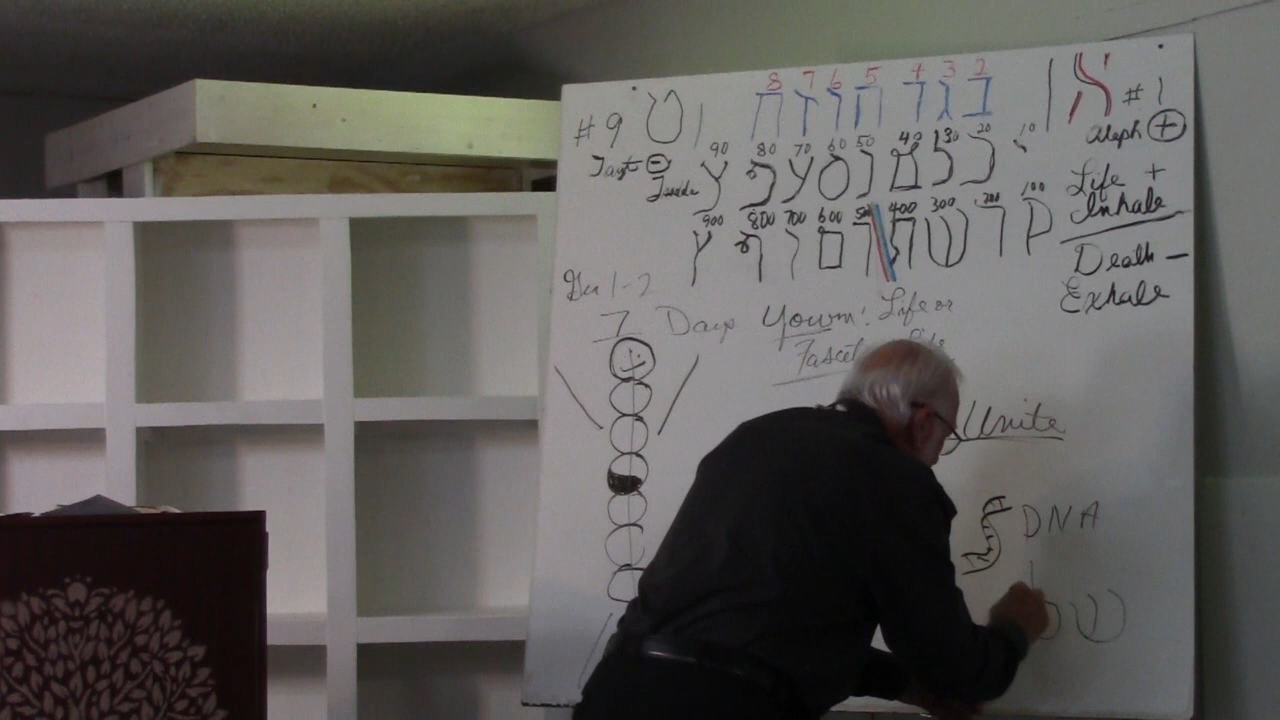 #9 ט | 8 7 6 5 4 3 2 | א #1
ח ז ו ה ד ג ב
Aleph +
90 80 70 60 50 40 30 20 10
Tayt - Tsadde צ פ ע ס נ מ ל כ י
Life +
Inhale
900 800 700 600 500 400 300 200 100
ץ ף ן ם ך ת ש ר ק
Death -
Exhale
Gen 1-2
7 Days Yowm: Life or
Unite
DNA
ש